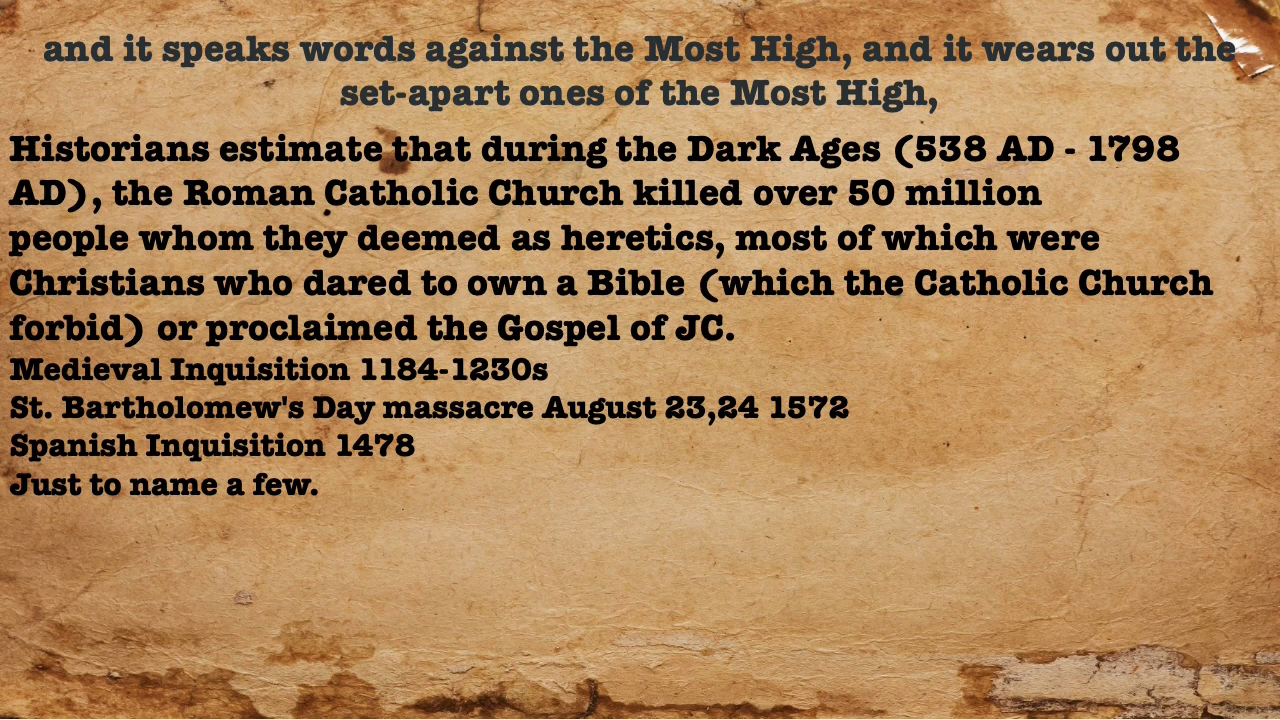 and it speaks words against the Most High, and it wears out the
set-apart ones of the Most High,
Historians estimate that during the Dark Ages (538 AD - 1798
AD), the Roman Catholic Church killed over 50 million
people whom they deemed as heretics, most of which were
Christians who dared to own a Bible (which the Catholic Church
forbid) or proclaimed the Gospel of JC.
Medieval Inquisition 1184-1230s
St. Bartholomew's Day massacre August 23,24 1572
Spanish Inquisition 1478
Just to name a few.